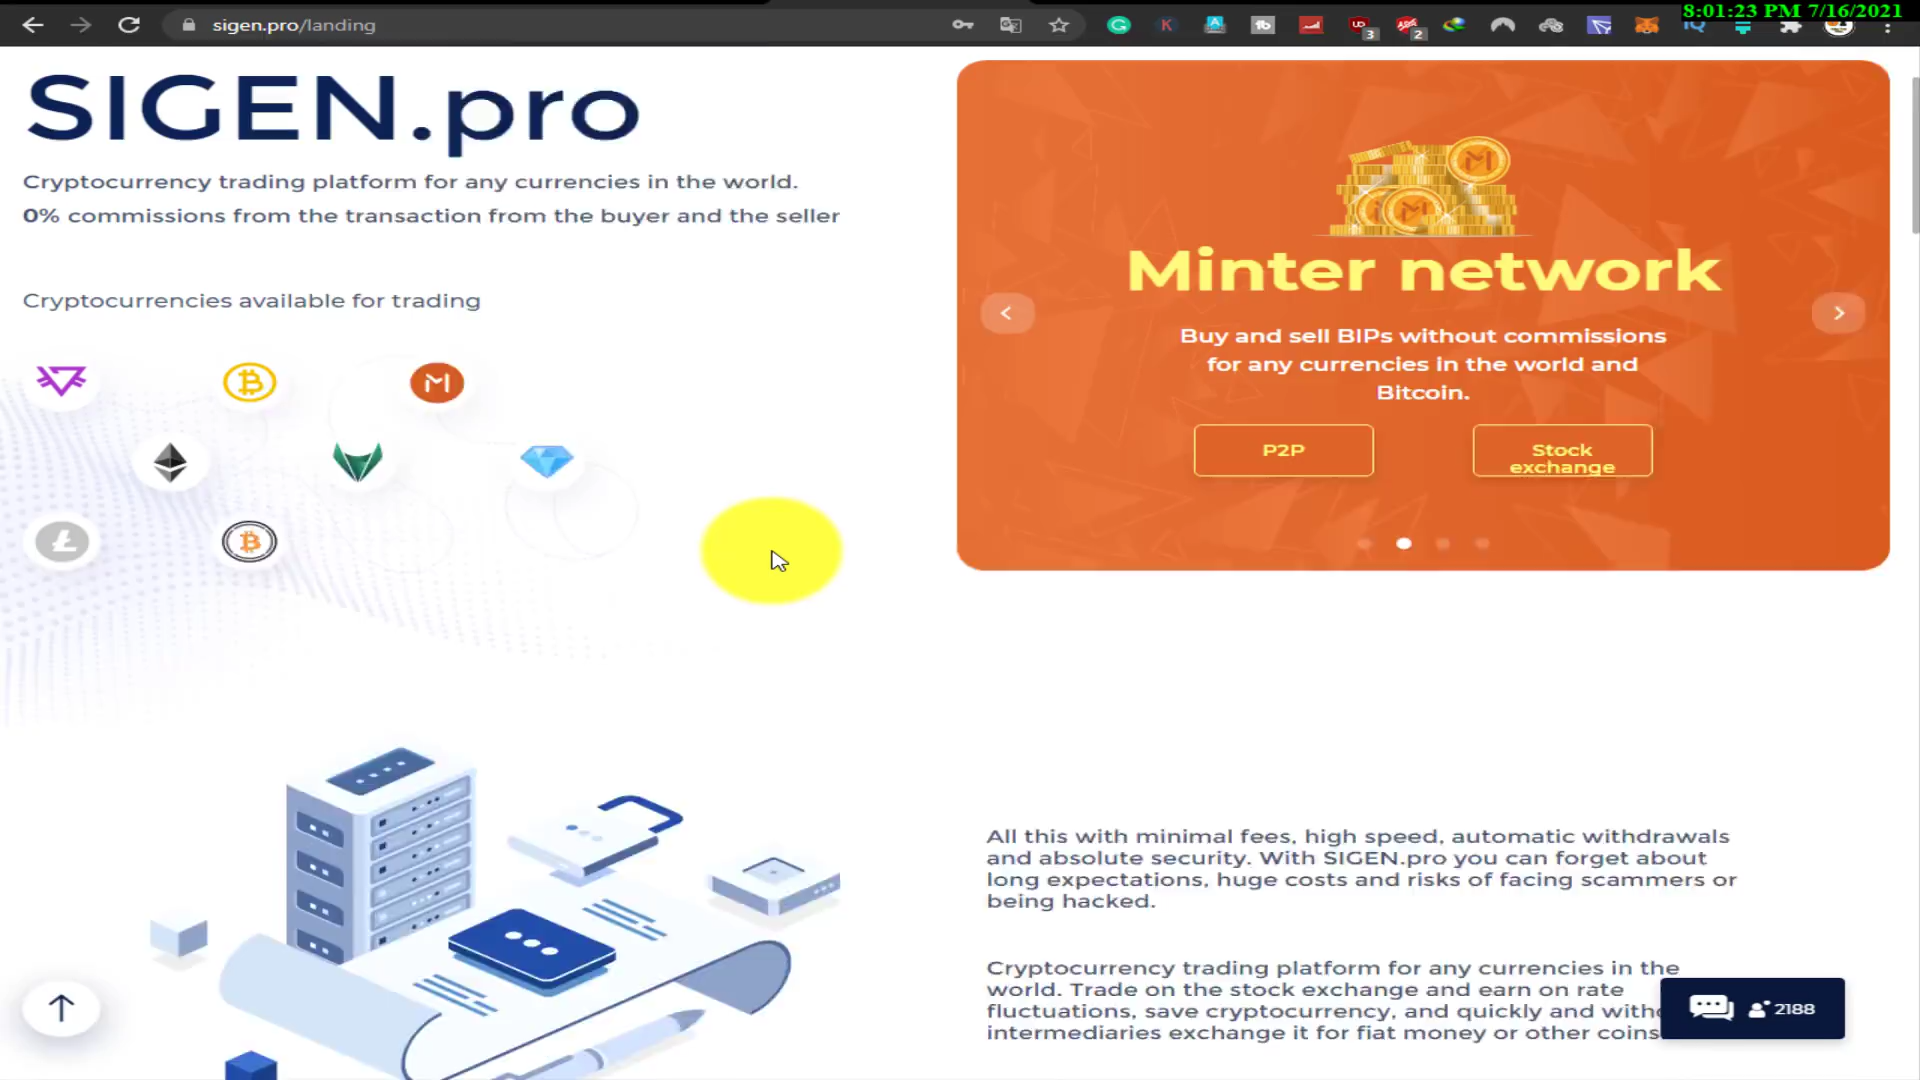 8:01:23 PM 7/16/2021
sigen.pro/landing
3
2
SIGEN.pro
Cryptocurrency trading platform for any currencies in the world.
0% commissions from the transaction from the buyer and the seller
Cryptocurrencies available for trading
Minter network
Buy and sell BIPs without commissions
for any currencies in the world and
Bitcoin.
P2P
Stock
exchange
All this with minimal fees, high speed, automatic withdrawals
and absolute security. With SIGEN.pro you can forget about
long expectations, huge costs and risks of facing scammers or
being hacked.
Cryptocurrency trading platform for any currencies in the
world. Trade on the stock exchange and earn on rate
fluctuations, save cryptocurrency, and quickly and
intermediaries exchange it for fiat money or other coins
2188